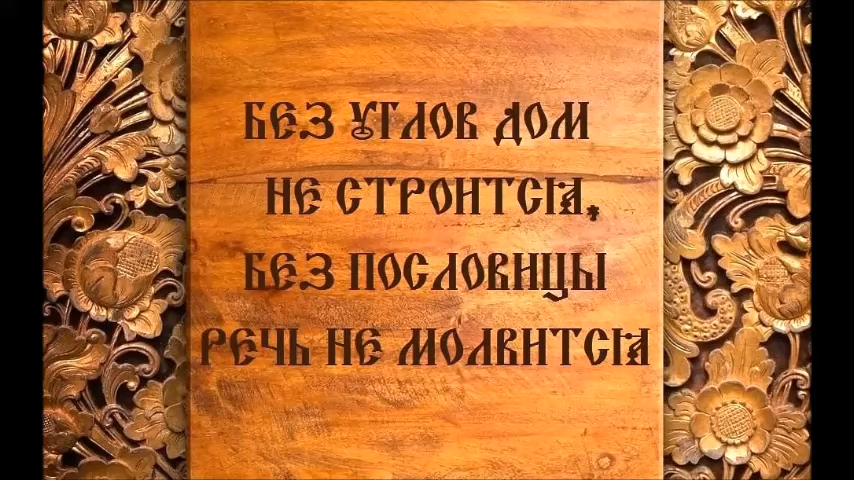 БЕЗ УГЛОВ ДОМ
НЕ СТРОИТСЯ,
БЕЗ ПОСЛОВИЦЫ
РЕЧЬ НЕ МОЛВИТСЯ